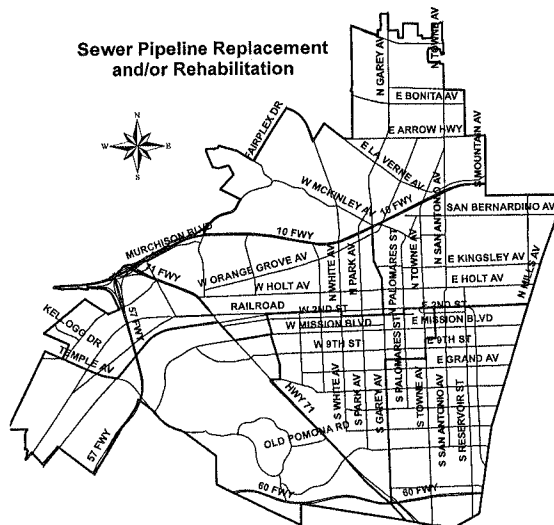 Sewer Pipeline Replacement
and/or Rehabilitation
N
W
E
S
N GAREY AV
N TOWNE AV
E BONITA AV
E ARROW HWY
FAIRPLEX DR
E LA VERNE AV
S MOUNTAIN AV
W MCKINLEY AV
10 FWY
SAN BERNARDINO AV
MURCHISON BLVD
10 FWY
N WHITE AV
N PARK AV
N PALOMARES ST
N TOWNE AV
N SAN ANTONIO AV
71 FWY
W ORANGE GROVE AV
E KINGSLEY AV
W HOLT AV
E HOLT AV
N MILLS AV
57 FWY
RAILROAD
W 2ND ST
E 2ND ST
KELLOGG DR
W MISSION BLVD
E MISSION BLVD
W 9TH ST
E 9TH ST
TEMPLE AV
E GRAND AV
HWY 71
S WHITE AV
S PARK AV
S GAREY AV
S PALOMARES ST
S TOWNE AV
S SAN ANTONIO AV
S RESERVOIR ST
OLD POMONA RD
57 FWY
60 FWY
60 FWY